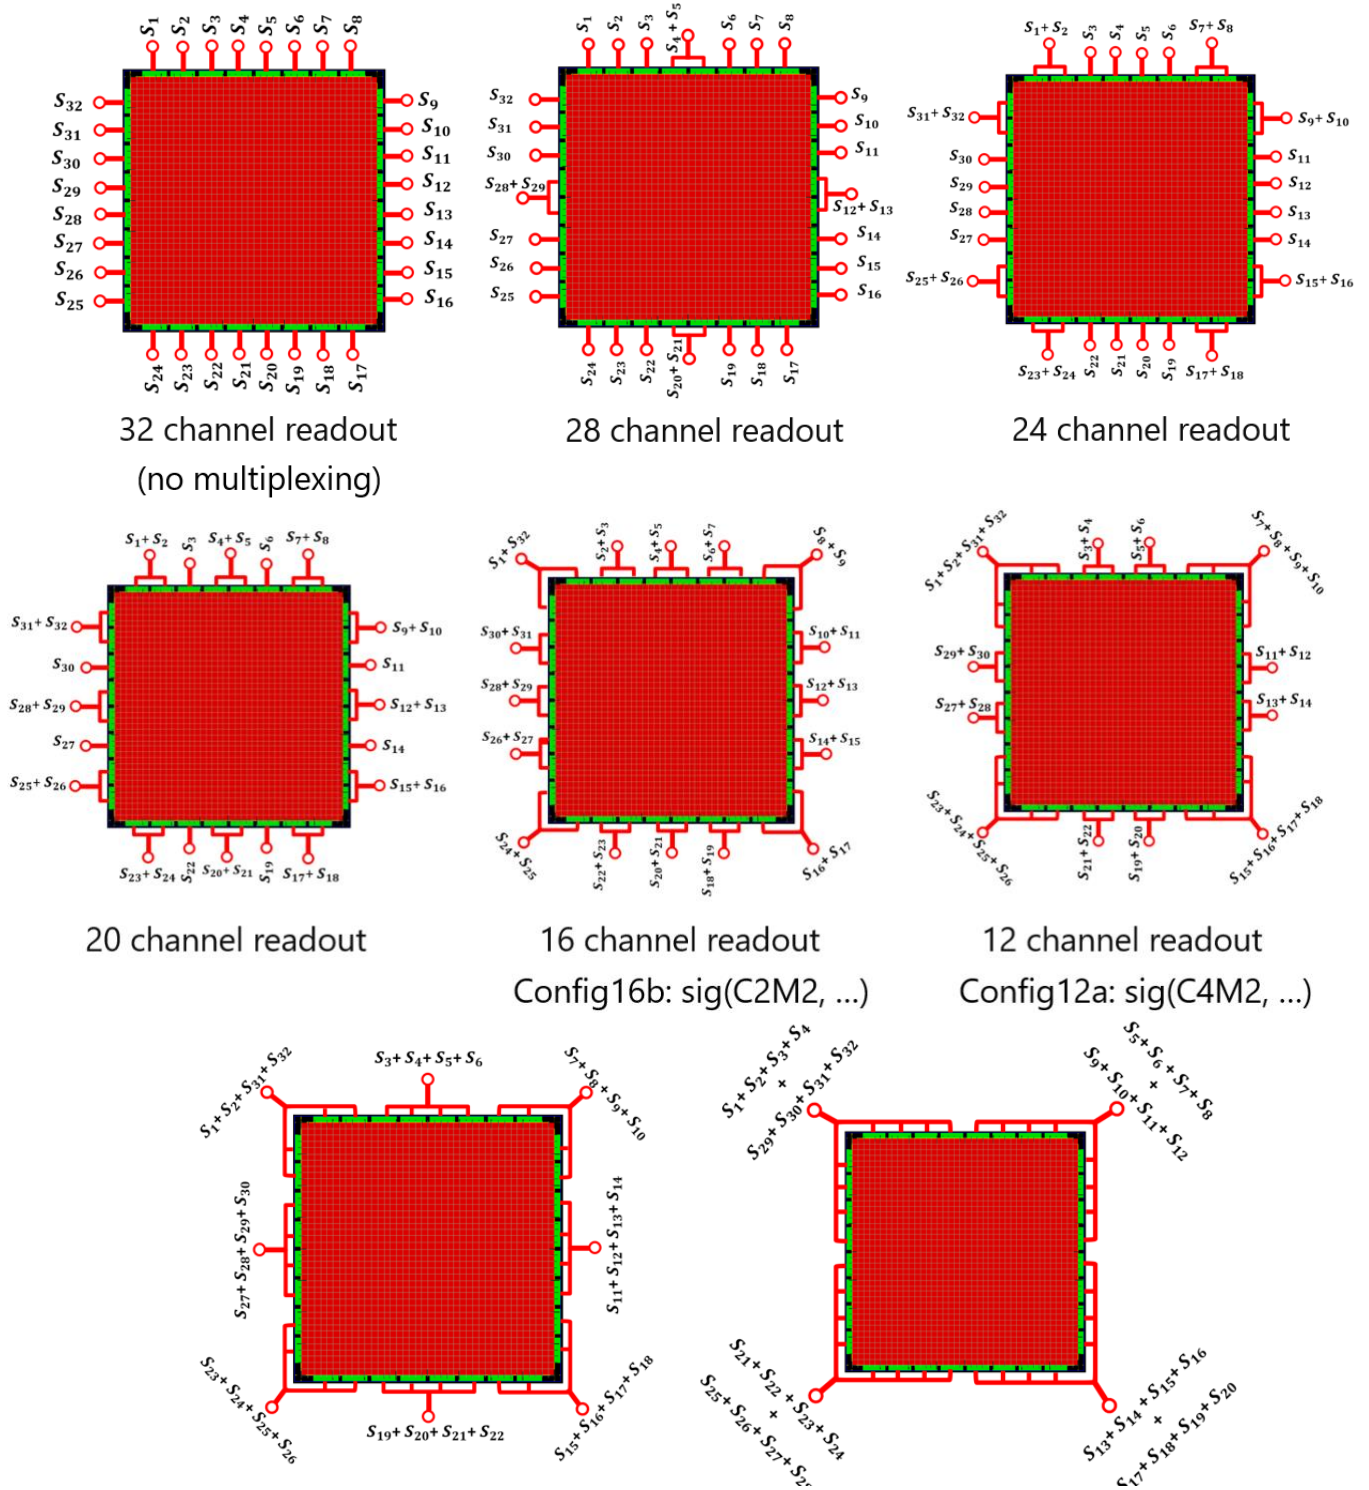 S1 S2 S3 S4 S5 S6 S7 S8
S32 S31 S30 S29 S28 S27 S26 S25
S9 S10 S11 S12 S13 S14 S15 S16
S24 S23 S22 S21 S20 S19 S18 S17
32 channel readout
(no multiplexing)
S1 S2 S3 S4 + S5 S6 S7 S8
S32 S31 S30 S28 + S29 S27 S26 S25
S9 S10 S11 S12 + S13 S14 S15 S16
S24 S23 S22 S20 + S21 S19 S18 S17
28 channel readout
S1 + S2 S3 S4 S5 S6 S7 + S8
S31 + S32 S30 S29 S28 S27 S25 + S26
S9 + S10 S11 S12 S13 S14 S15 + S16
S23 + S24 S22 S21 S20 S19 S17 + S18
24 channel readout
S1 + S2 S3 S4 + S5 S6 S7 + S8
S31 + S32 S30 S28 + S29 S27 S25 + S26
S9 + S10 S11 S12 + S13 S14 S15 + S16
S23 + S24 S22 S20 + S21 S19 S17 + S18
20 channel readout
S1 + S32 S2 + S3 S4 + S5 S6 + S7 S8 + S9
S30 + S31 S28 + S29 S26 + S27
S10 + S11 S12 + S13 S14 + S15
S24 + S25 S22 + S23 S20 + S21 S18 + S19 S16 + S17
16 channel readout
Config16b: sig(C2M2, ...)
S1 + S2 + S31 + S32 S3 + S4 S5 + S6 S7 + S8 + S9 + S10
S29 + S30 S27 + S28
S11 + S12 S13 + S14
S23 + S24 + S25 + S26 S21 + S22 S19 + S20 S15 + S16 + S17 + S18
12 channel readout
Config12a: sig(C4M2, ...)
S1 + S2 + S31 + S32 S3 + S4 + S5 + S6 S7 + S8 + S9 + S10
S27 + S28 + S29 + S30
S11 + S12 + S13 + S14
S23 + S24 + S25 + S26 S19 + S20 + S21 + S22 S15 + S16 + S17 + S18
S1 + S2 + S3 + S4
+
S29 + S30 + S31 + S32
S5 + S6 + S7 + S8
+
S9 + S10 + S11 + S12
S21 + S22 + S23 + S24
+
S25 + S26 + S27 +
S13 + S14 + S15 + S16
+
S17 + S18 + S19 + S20